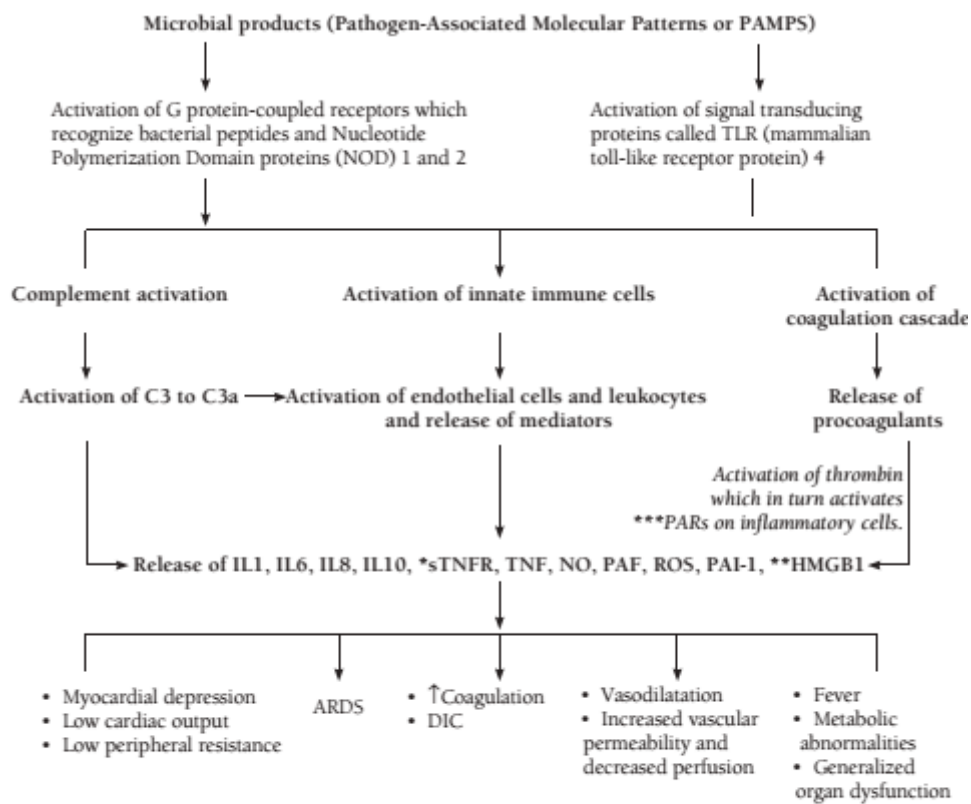 Microbial products (Pathogen-Associated Molecular Patterns or PAMPS)
Activation of G protein-coupled receptors which
recognize bacterial peptides and Nucleotide
Polymerization Domain proteins (NOD) 1 and 2
Activation of signal transducing
proteins called TLR (mammalian
toll-like receptor protein) 4
Complement activation
Activation of innate immune cells
Activation of
coagulation cascade
Activation of C3 to C3a
Activation of endothelial cells and leukocytes
and release of mediators
Release of
procoagulants
Activation of thrombin
which in turn activates
***PARs on inflammatory cells.
Release of IL1, IL6, IL8, IL10, *sTNFR, TNF, NO, PAF, ROS, PAI-1, **HMGB1
• Myocardial depression
• Low cardiac output
• Low peripheral resistance
ARDS
• ↑Coagulation
• DIC
• Vasodilatation
• Increased vascular
permeability and
decreased perfusion
• Fever
• Metabolic
abnormalities
• Generalized
organ dysfunction